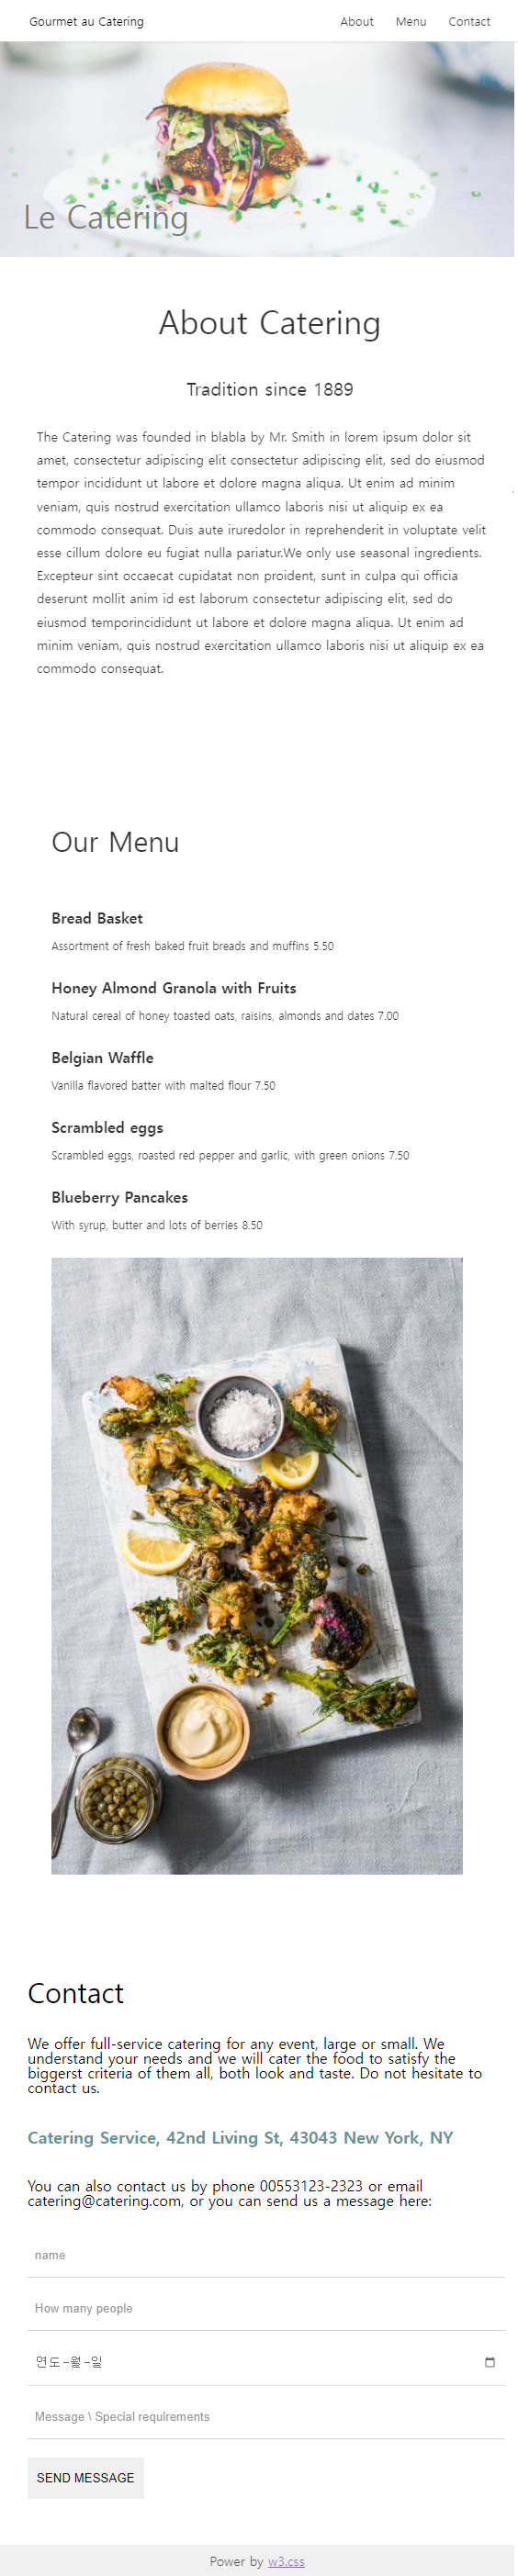 Gourmet au Catering About Menu Contact
Le Catering
About Catering
Tradition since 1889
The Catering was founded in blabla by Mr. Smith in lorem ipsum dolor sit
amet, consectetur adipiscing elit consectetur adipiscing elit, sed do eiusmod
tempor incididunt ut labore et dolore magna aliqua. Ut enim ad minim
veniam, quis nostrud exercitation ullamco laboris nisi ut aliquip ex ea
commodo consequat. Duis aute iruredolor in reprehenderit in voluptate velit
esse cillum dolore eu fugiat nulla pariatur.We only use seasonal ingredients.
Excepteur sint occaecat cupidatat non proident, sunt in culpa qui officia
deserunt mollit anim id est laborum consectetur adipiscing elit, sed do
eiusmod temporincididunt ut labore et dolore magna aliqua. Ut enim ad
minim veniam, quis nostrud exercitation ullamco laboris nisi ut aliquip ex ea
commodo consequat.
Our Menu
Bread Basket
Assortment of fresh baked fruit breads and muffins 5.50
Honey Almond Granola with Fruits
Natural cereal of honey toasted oats, raisins, almonds and dates 7.00
Belgian Waffle
Vanilla flavored batter with malted flour 7.50
Scrambled eggs
Scrambled eggs, roasted red pepper and garlic, with green onions 7.50
Blueberry Pancakes
With syrup, butter and lots of berries 8.50
Contact
We offer full-service catering for any event, large or small. We
understand your needs and we will cater the food to satisfy the
biggerst criteria of them all, both look and taste. Do not hesitate to
contact us.
Catering Service, 42nd Living St, 43043 New York, NY
You can also contact us by phone 00553123-2323 or email
catering@catering.com, or you can send us a message here:
name
How many people
연도-월-일
Message \ Special requirements
SEND MESSAGE
Power by w3.css